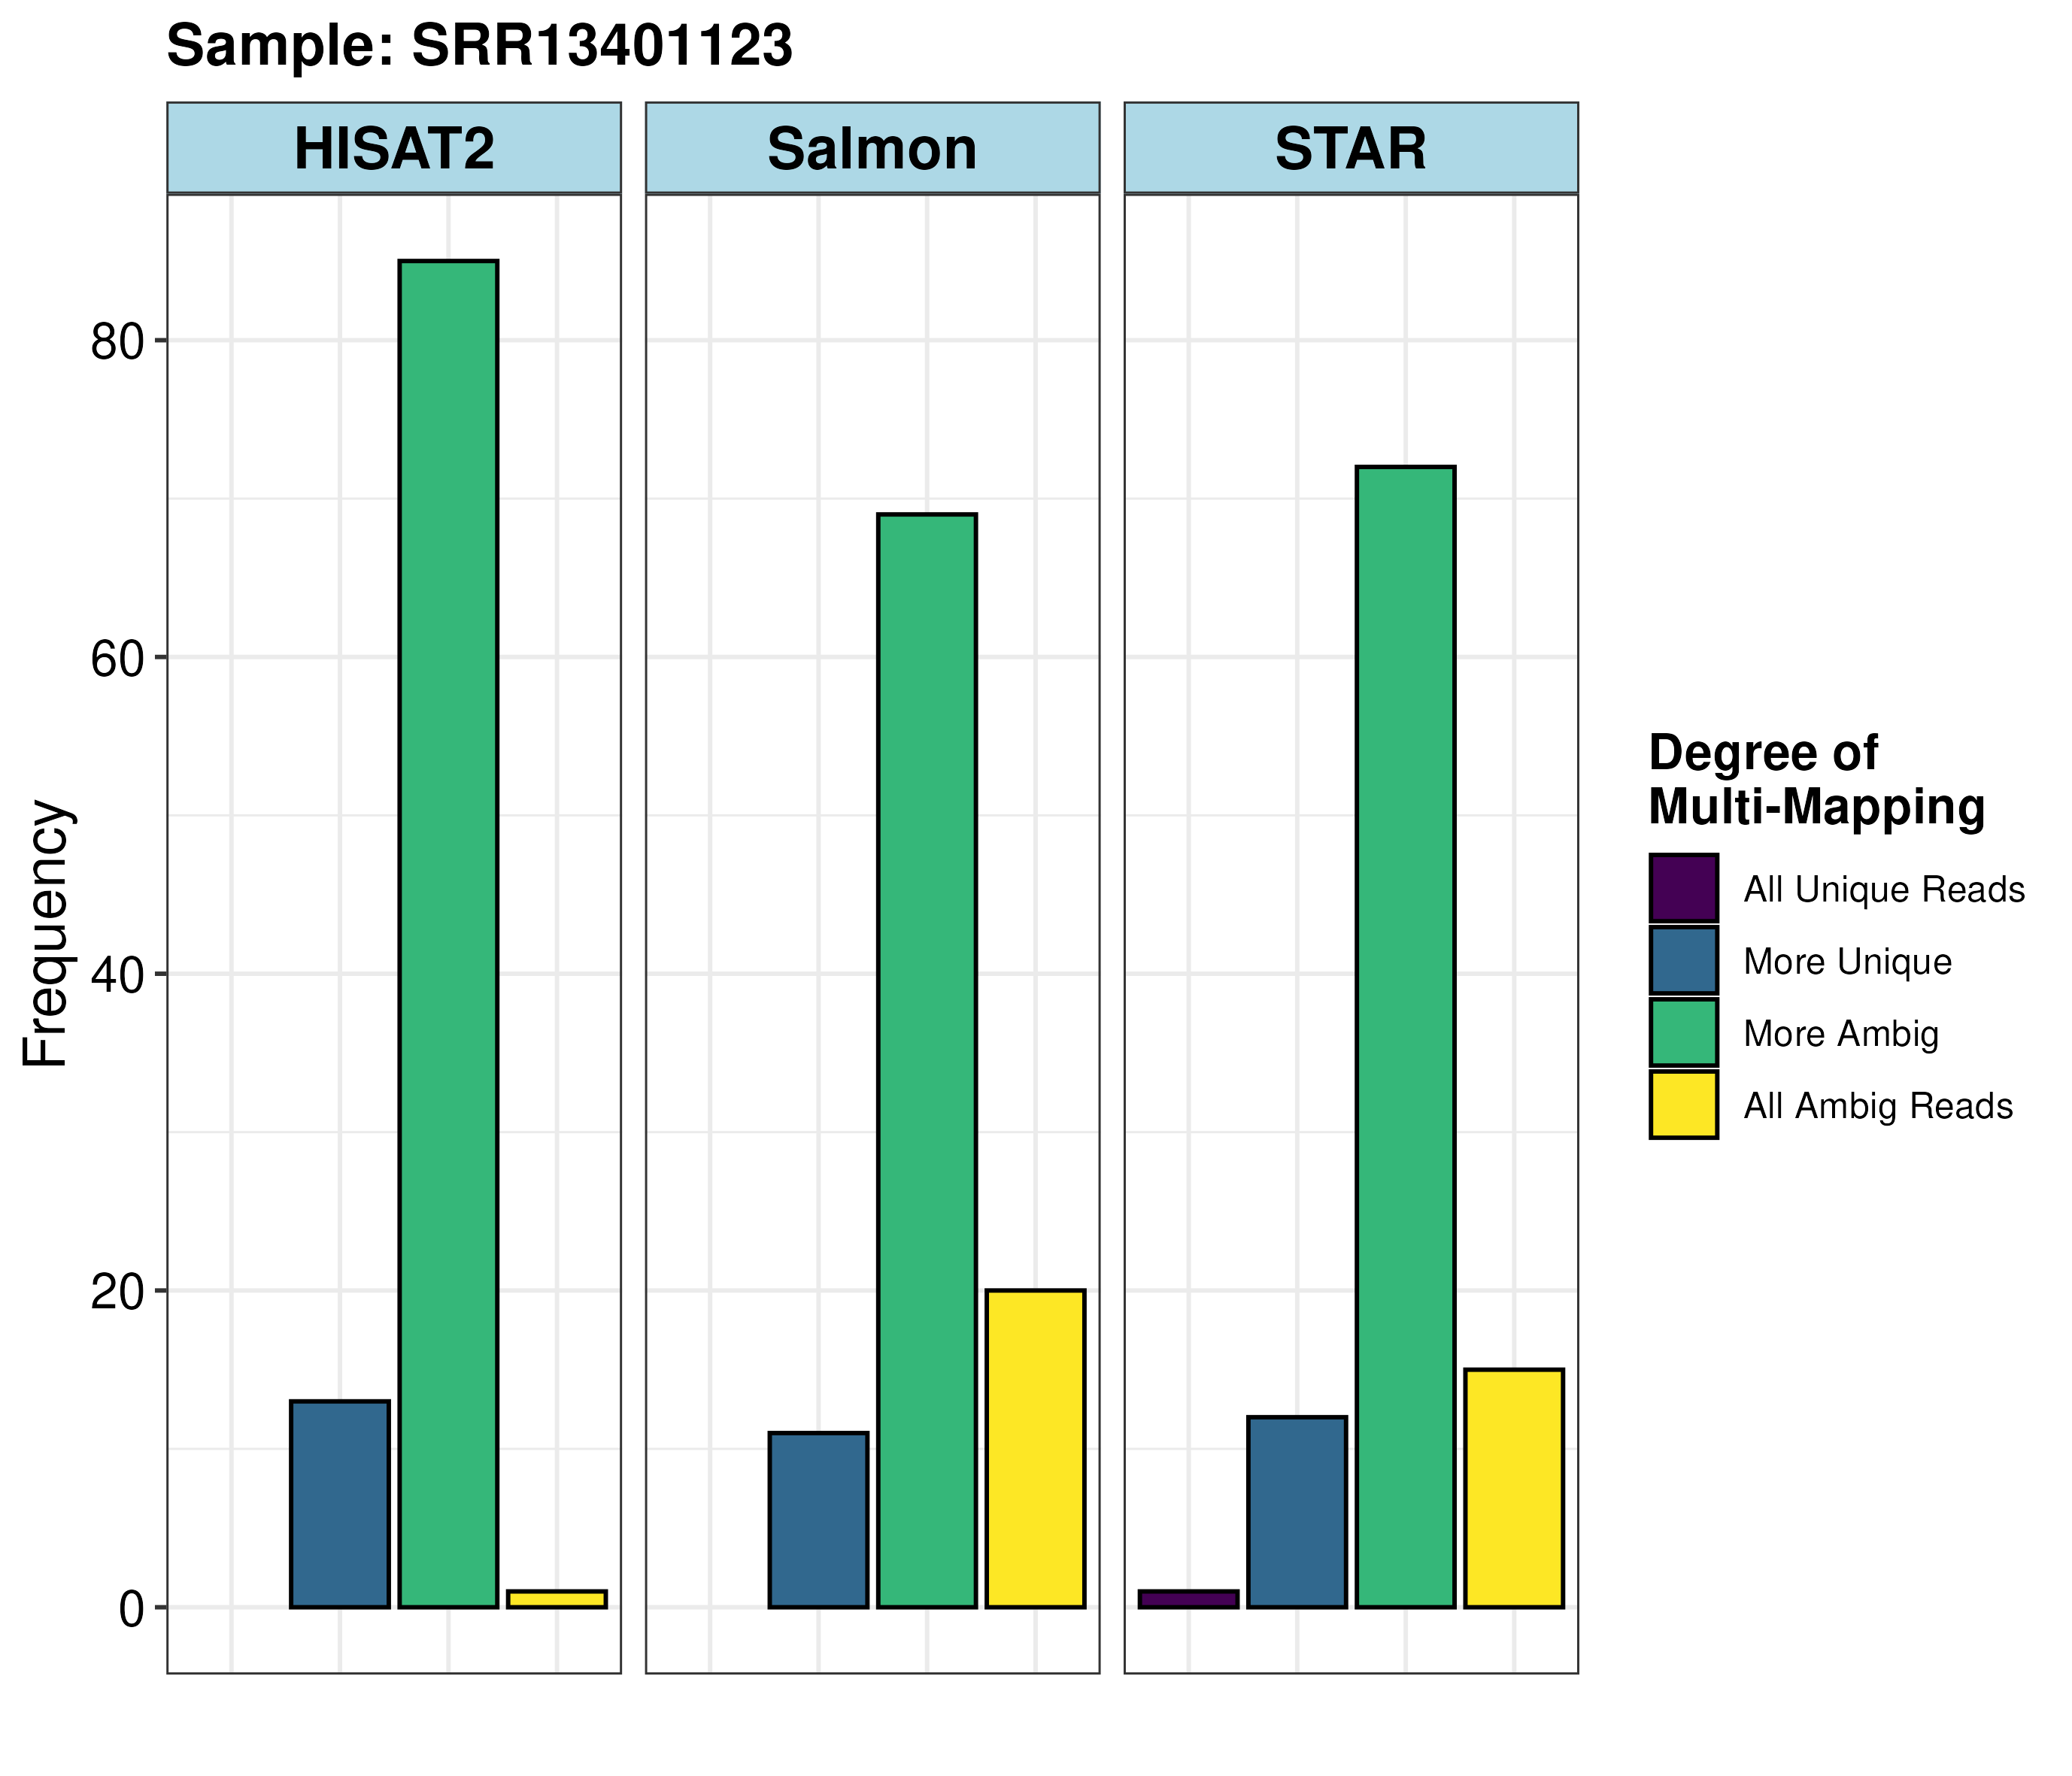 Sample: SRR13401123
HISAT2
Salmon
STAR
80
60
40
20
0
Frequency
Degree of
Multi-Mapping
All Unique Reads
More Unique
More Ambig
All Ambig Reads